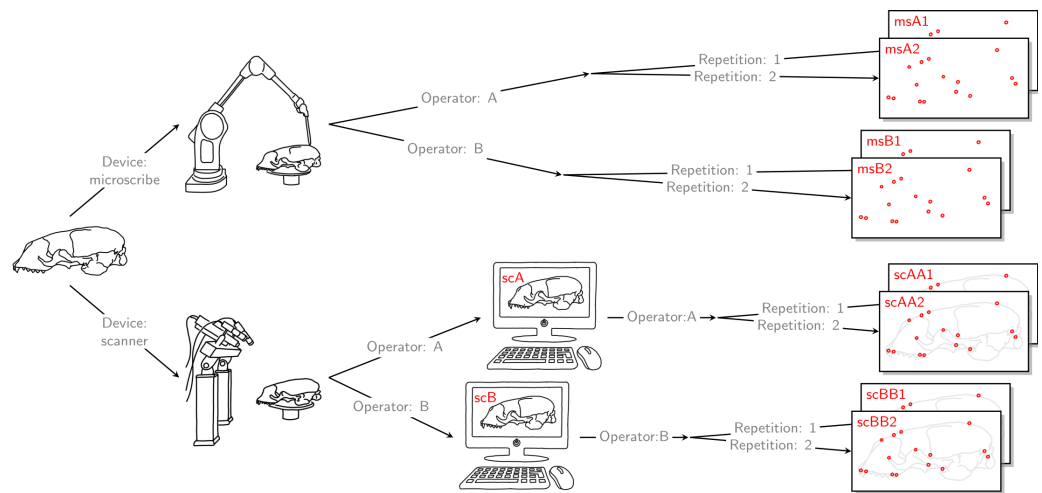 msA1
msA2
Repetition: 1
Repetition: 2
Operator: A
Operator: B
msB1
msB2
Repetition: 1
Repetition: 2
Device:
microscribe
Device:
scanner
scA
Operator: A
Operator:A
Repetition: 1
Repetition: 2
scAA1
scAA2
Operator: B
scB
Operator:B
Repetition: 1
Repetition: 2
scBB1
scBB2